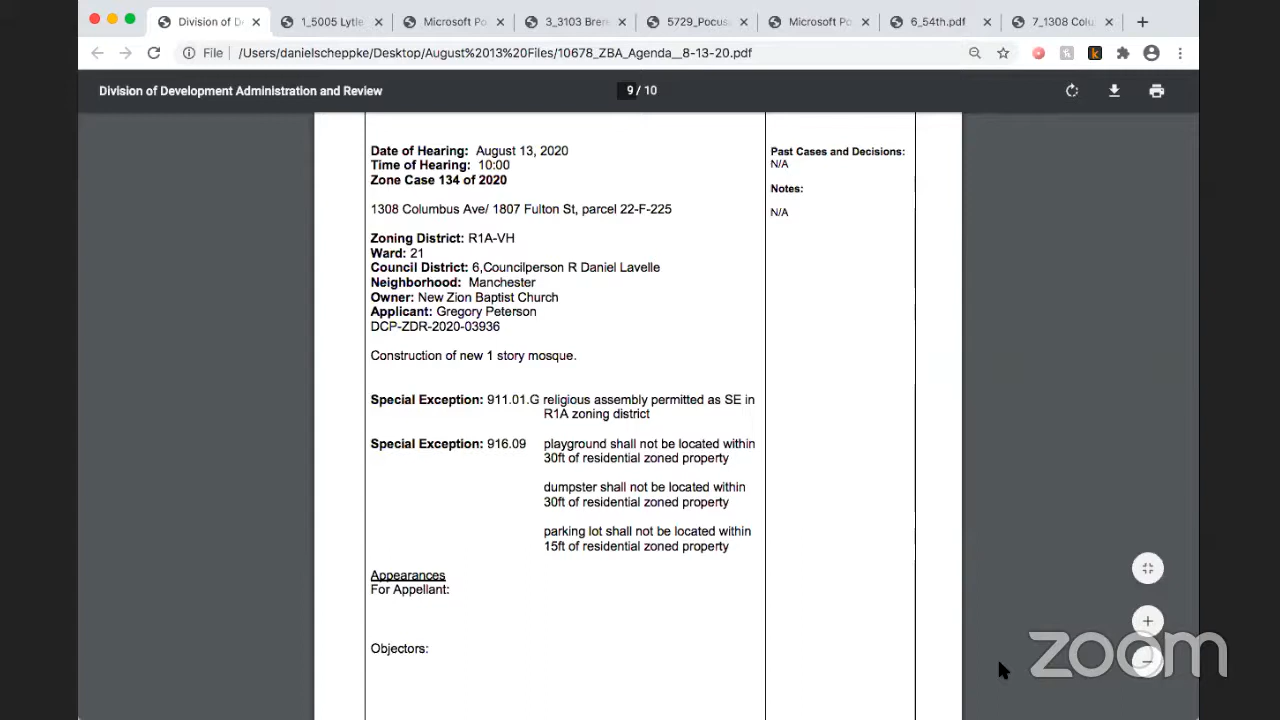 Division of D
1_5005 Lytle
Microsoft Po
3_3103 Brere
5729_Pocus
Microsoft Po
6_54th.pdf
7_1308 Colu
File
/Users/danielscheppke/Desktop/August%2013%20Files/10678_ZBA_Agenda__8-13-20.pdf
Division of Development Administration and Review
9 / 10
Date of Hearing: August 13, 2020
Time of Hearing: 10:00
Zone Case 134 of 2020
1308 Columbus Ave/ 1807 Fulton St, parcel 22-F-225
Zoning District: R1A-VH
Ward: 21
Council District: 6,Councilperson R Daniel Lavelle
Neighborhood: Manchester
Owner: New Zion Baptist Church
Applicant: Gregory Peterson
DCP-ZDR-2020-03936
Construction of new 1 story mosque.
Special Exception: 911.01.G religious assembly permitted as SE in
R1A zoning district
Special Exception: 916.09 playground shall not be located within
30ft of residential zoned property
dumpster shall not be located within
30ft of residential zoned property
parking lot shall not be located within
15ft of residential zoned property
Appearances
For Appellant:
Objectors:
Past Cases and Decisions:
N/A
Notes:
N/A
zoom